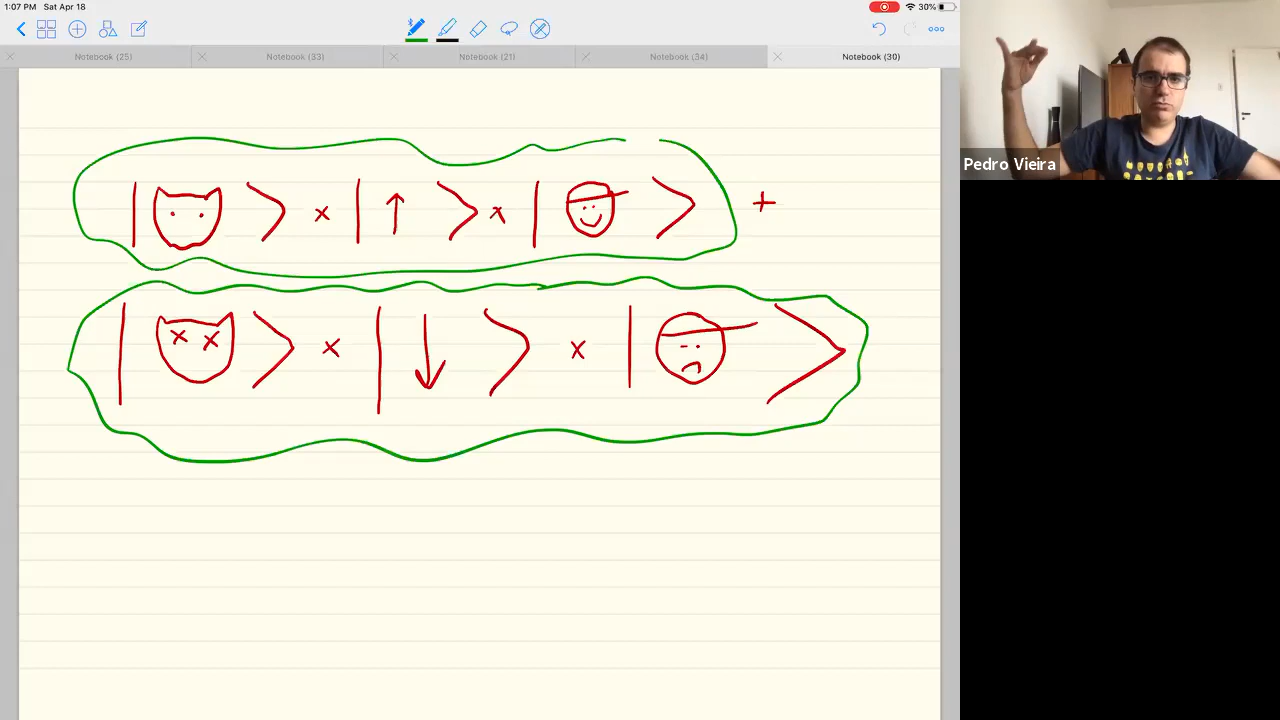 1:07 PM Sat Apr 18 30%
Notebook (25) Notebook (33) Notebook (21) Notebook (34) Notebook (30)
Pedro Vieira
| > x | ↑ > x | > +
| x x > x | ↓ > x | >